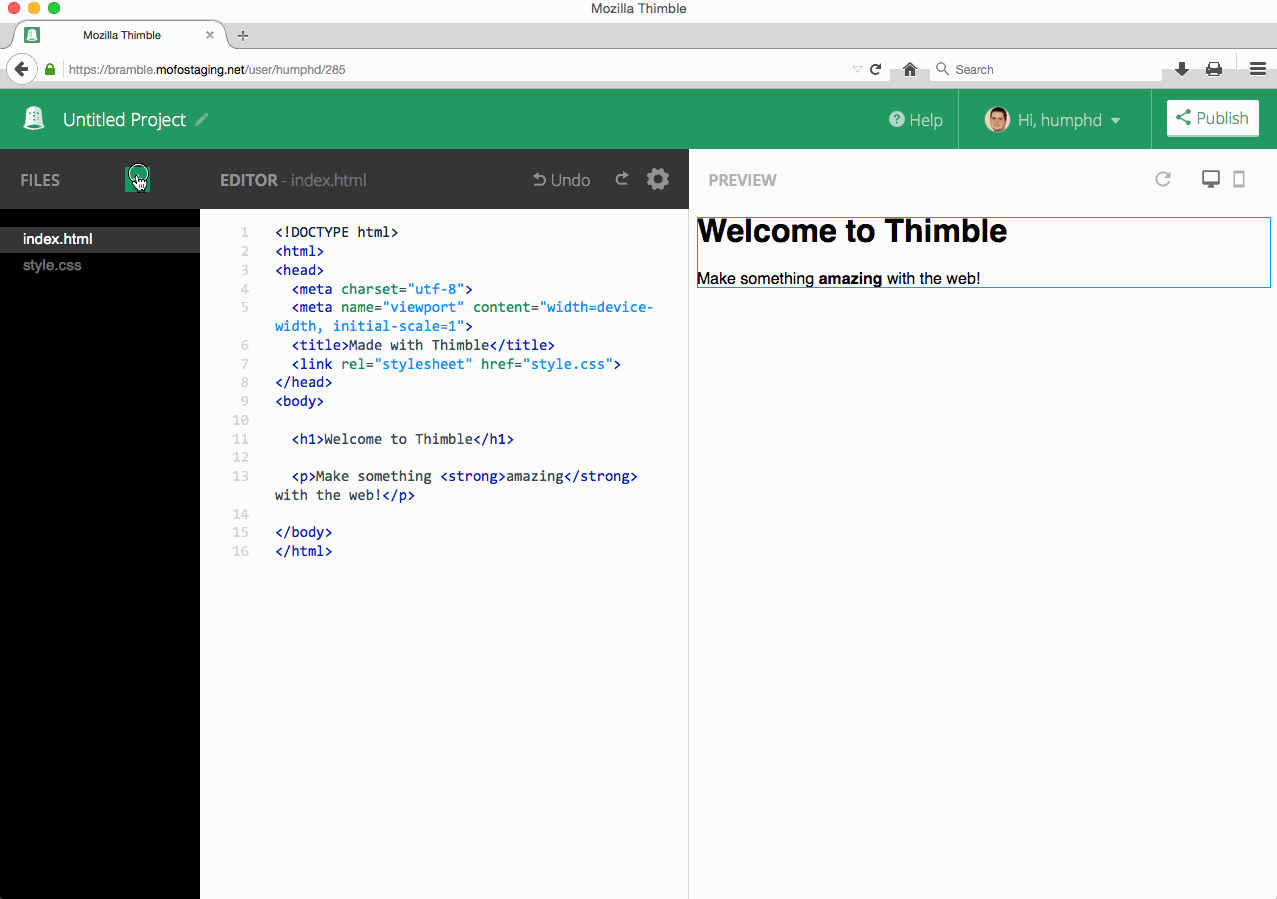 Mozilla Thimble
Mozilla Thimble
https://bramble.mofostaging.net/user/humphd/285
Search
Untitled Project
Help
Hi, humphd
Publish
FILES
EDITOR - index.html
Undo
PREVIEW
index.html
style.css
1 <!DOCTYPE html>
2 <html>
3 <head>
4 <meta charset="utf-8">
5 <meta name="viewport" content="width=device-
width, initial-scale=1">
6 <title>Made with Thimble</title>
7 <link rel="stylesheet" href="style.css">
8 </head>
9 <body>
10
11 <h1>Welcome to Thimble</h1>
12
13 <p>Make something <strong>amazing</strong>
with the web!</p>
14
15 </body>
16 </html>
Welcome to Thimble
Make something amazing with the web!